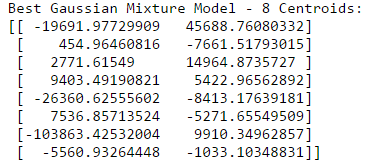 Best Gaussian Mixture Model - 8 Centroids:
[[ -19691.97729909   45688.76080332]
 [    454.96460816   -7661.51793015]
 [   2771.61549      14964.8735727 ]
 [   9403.49190821    5422.96562892]
 [ -26360.62555602   -8413.17639181]
 [   7536.85713524   -5271.65549509]
 [-103863.42532004    9910.34962857]
 [  -5560.93264448   -1033.10348831]]